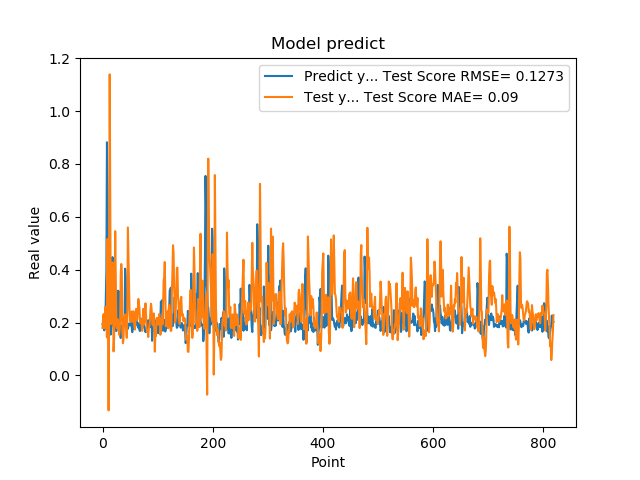 Model predict
Predict y... Test Score RMSE= 0.1273
Test y... Test Score MAE= 0.09
Real value
1.2
1.0
0.8
0.6
0.4
0.2
0.0
0
200
400
600
800
Point